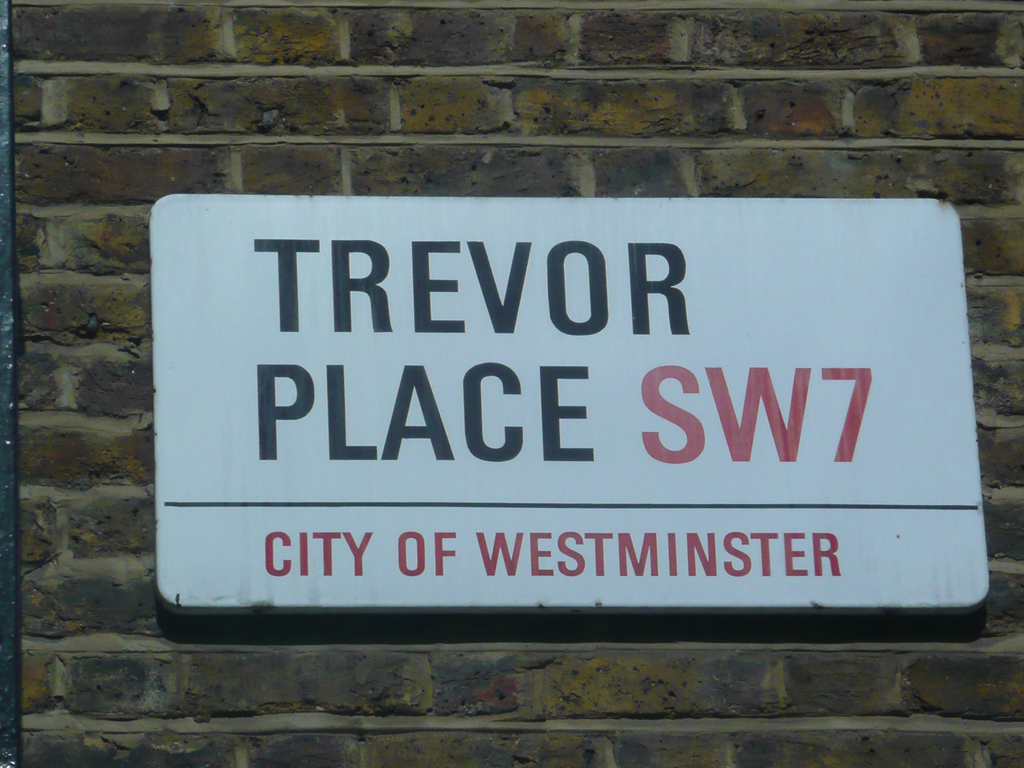 TREVOR
PLACE SW7
CITY OF WESTMINSTER